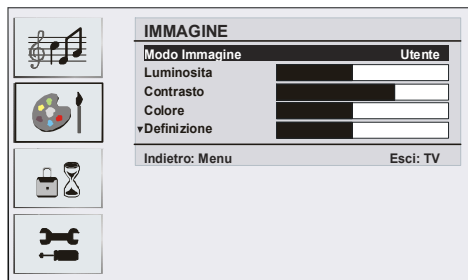 IMMAGINE
Modo Immagine Utente
Luminosita
Contrasto
Colore
▾Definizione
Indietro: Menu Esci: TV